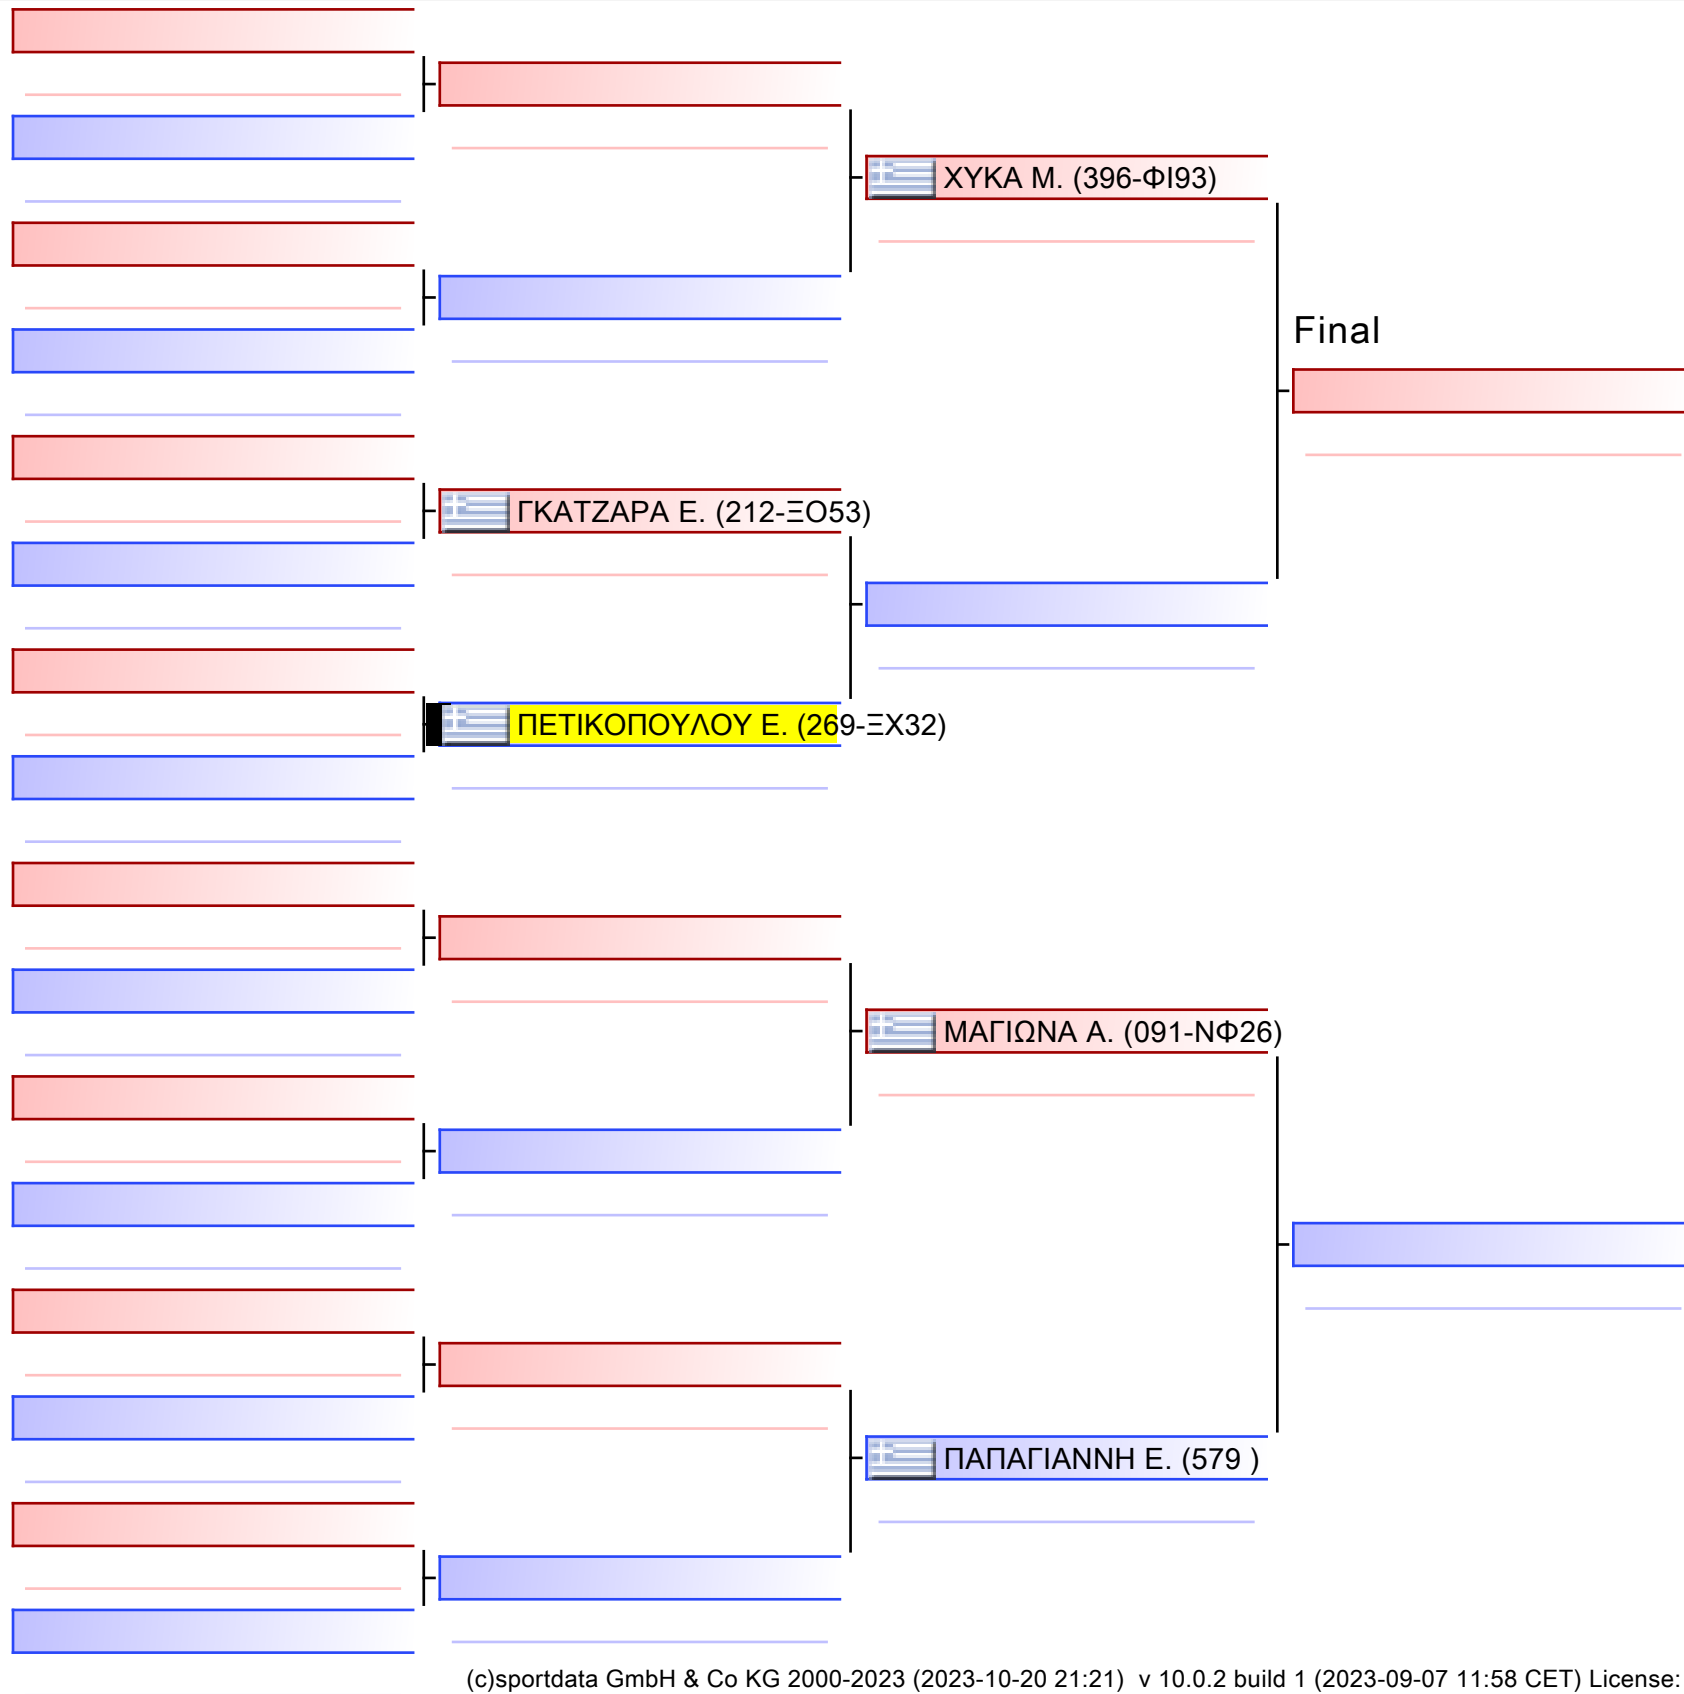 ΧΥΚΑ Μ. (396-ΦΙ93)
Final
ΓΚΑΤΖΑΡΑ Ε. (212-ΞΟ53)
ΠΕΤΙΚΟΠΟΥΛΟΥ Ε. (269-ΞΧ32)
ΜΑΓΙΩΝΑ Α. (091-ΝΦ26)
ΠΑΠΑΓΙΑΝΝΗ Ε. (579 )
(c)sportdata GmbH & Co KG 2000-2023 (2023-10-20 21:21) v 10.0.2 build 1 (2023-09-07 11:58 CET) License: